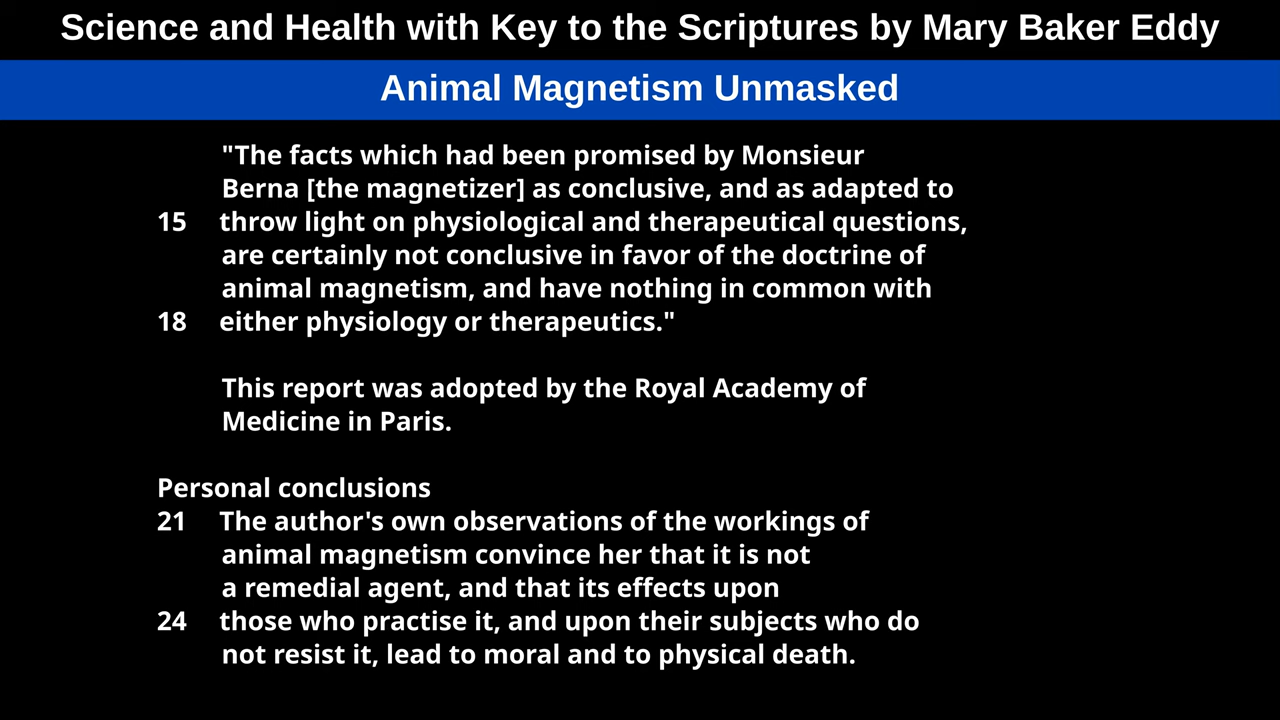 Science and Health with Key to the Scriptures by Mary Baker Eddy
Animal Magnetism Unmasked
"The facts which had been promised by Monsieur
Berna [the magnetizer] as conclusive, and as adapted to
15 throw light on physiological and therapeutical questions,
are certainly not conclusive in favor of the doctrine of
animal magnetism, and have nothing in common with
18 either physiology or therapeutics."
This report was adopted by the Royal Academy of
Medicine in Paris.
Personal conclusions
21 The author's own observations of the workings of
animal magnetism convince her that it is not
a remedial agent, and that its effects upon
24 those who practise it, and upon their subjects who do
not resist it, lead to moral and to physical death.